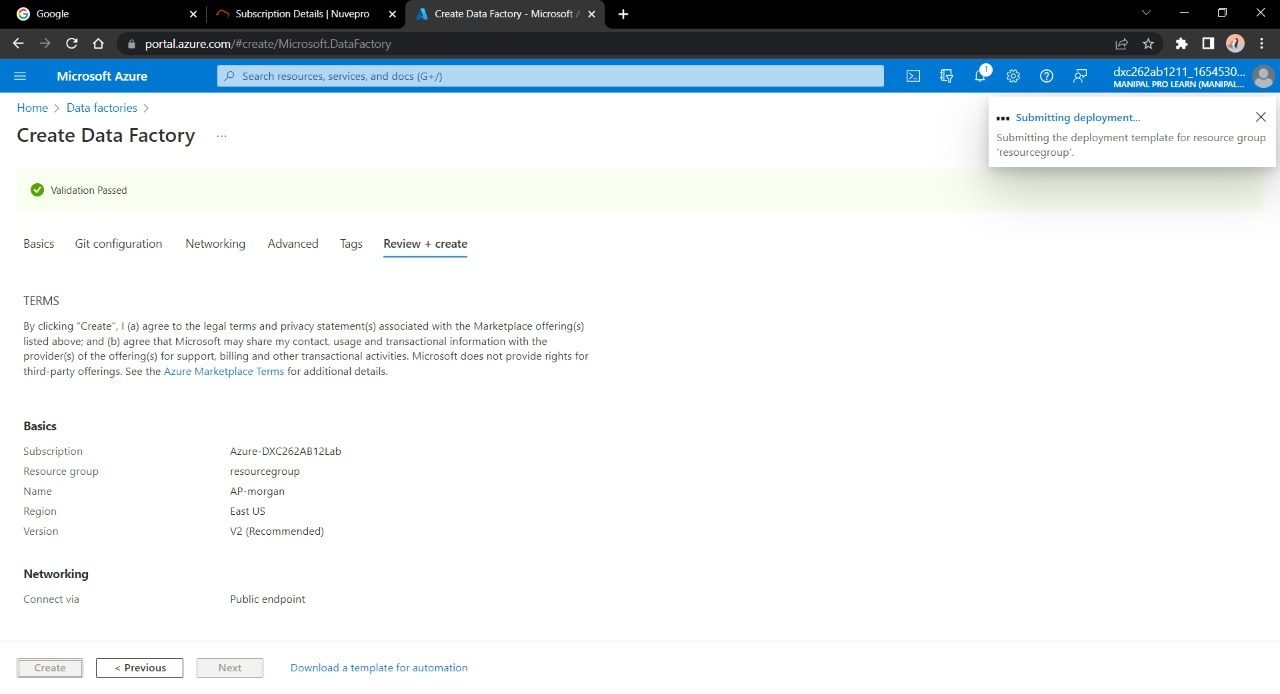 Google
Subscription Details | Nuvepro
Create Data Factory - Microsoft A
portal.azure.com/#create/Microsoft.DataFactory
Microsoft Azure
Search resources, services, and docs (G+/)
1
dxc262ab1211_1654530...
MANIPAL PRO LEARN (MANIPAL...
Home > Data factories >
Create Data Factory ...
Submitting deployment...
Submitting the deployment template for resource group
'resourcegroup'.
Validation Passed
Basics Git configuration Networking Advanced Tags Review + create
TERMS
By clicking "Create", I (a) agree to the legal terms and privacy statement(s) associated with the Marketplace offering(s)
listed above; and (b) agree that Microsoft may share my contact, usage and transactional information with the
provider(s) of the offering(s) for support, billing and other transactional activities. Microsoft does not provide rights for
third-party offerings. See the Azure Marketplace Terms for additional details.
Basics
Subscription Azure-DXC262AB12Lab
Resource group resourcegroup
Name AP-morgan
Region East US
Version V2 (Recommended)
Networking
Connect via Public endpoint
Create < Previous Next Download a template for automation